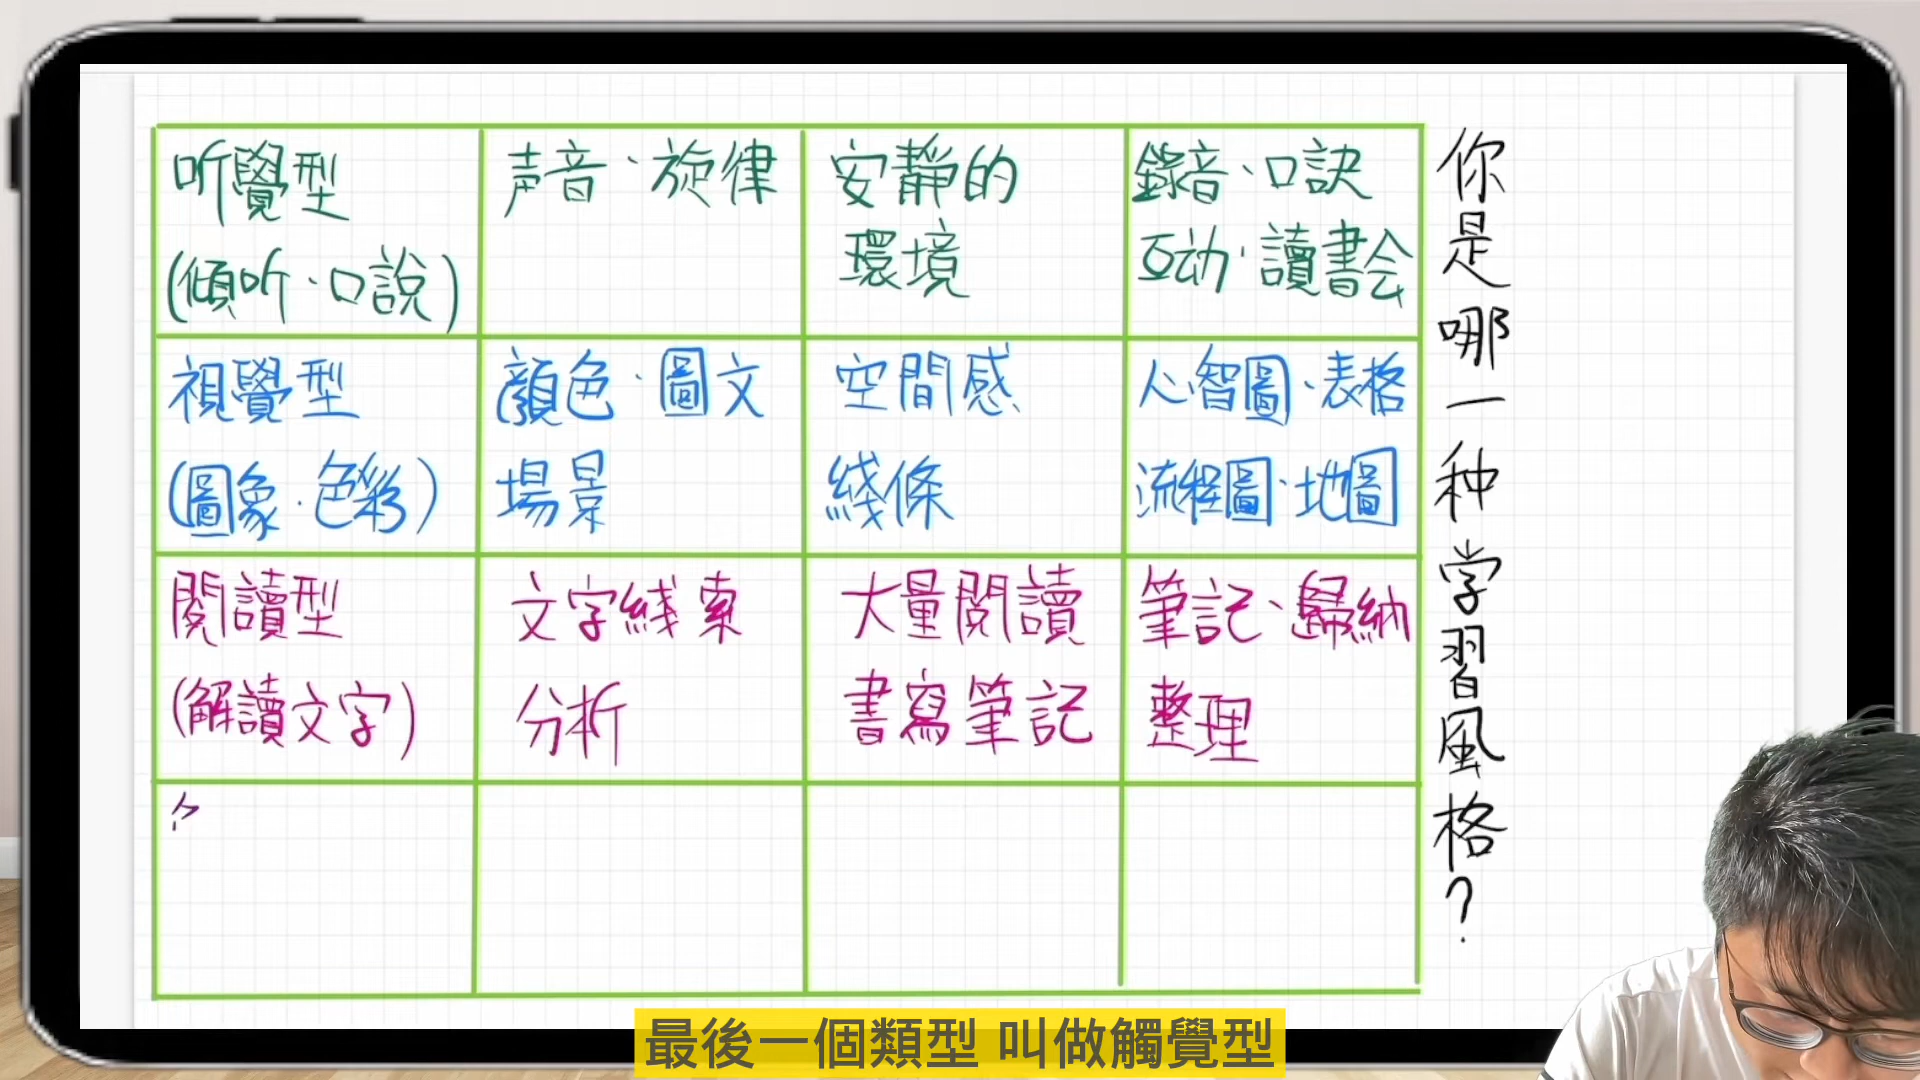 听覺型
(傾听·口說)
声音、旋律
安靜的
環境
錄音、口訣
互动·讀書会
視覺型
(圖象·色彩)
顏色·圖文
場景
空間感
綫條
人智圖·表格
流程圖·地圖
閱讀型
(解讀文字)
文字綫索
分析
大量閱讀
書寫筆記
筆記、歸納
整理
你是哪一种学習風格?
最後一個類型 叫做觸覺型